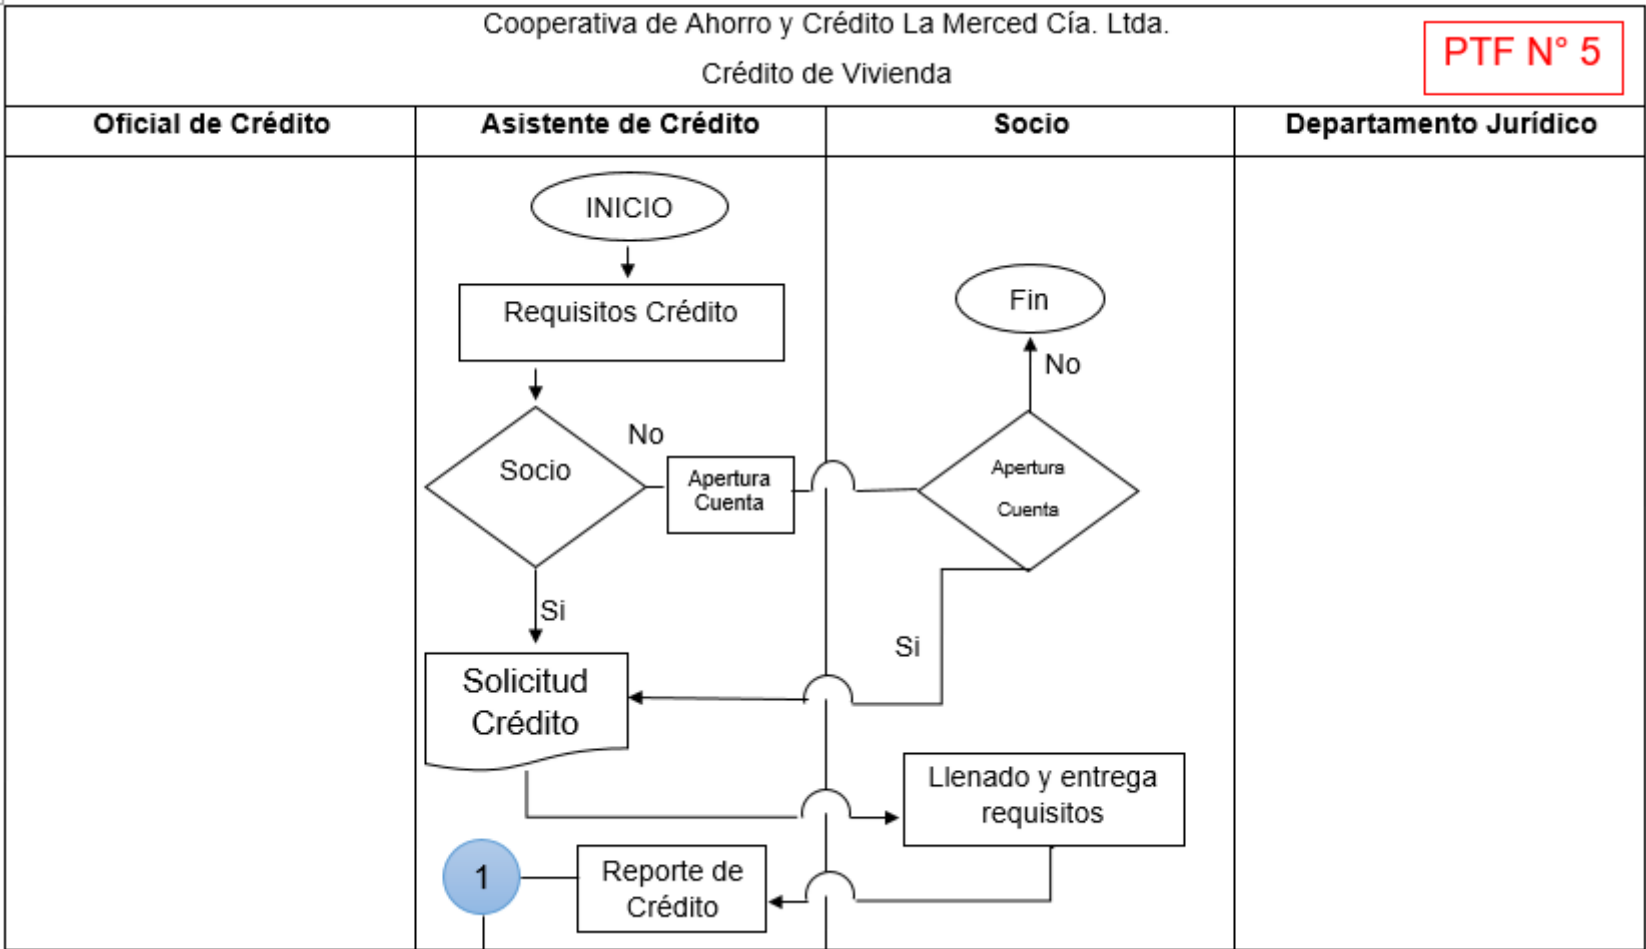 Cooperativa de Ahorro y Crédito La Merced Cía. Ltda.
Crédito de Vivienda
PTF N° 5
Oficial de Crédito
Asistente de Crédito
Socio
Departamento Jurídico
INICIO
Requisitos Crédito
Fin
No
Socio
No
Apertura
Cuenta
Apertura
Cuenta
Si
Si
Solicitud
Crédito
Llenado y entrega
requisitos
1
Reporte de
Crédito